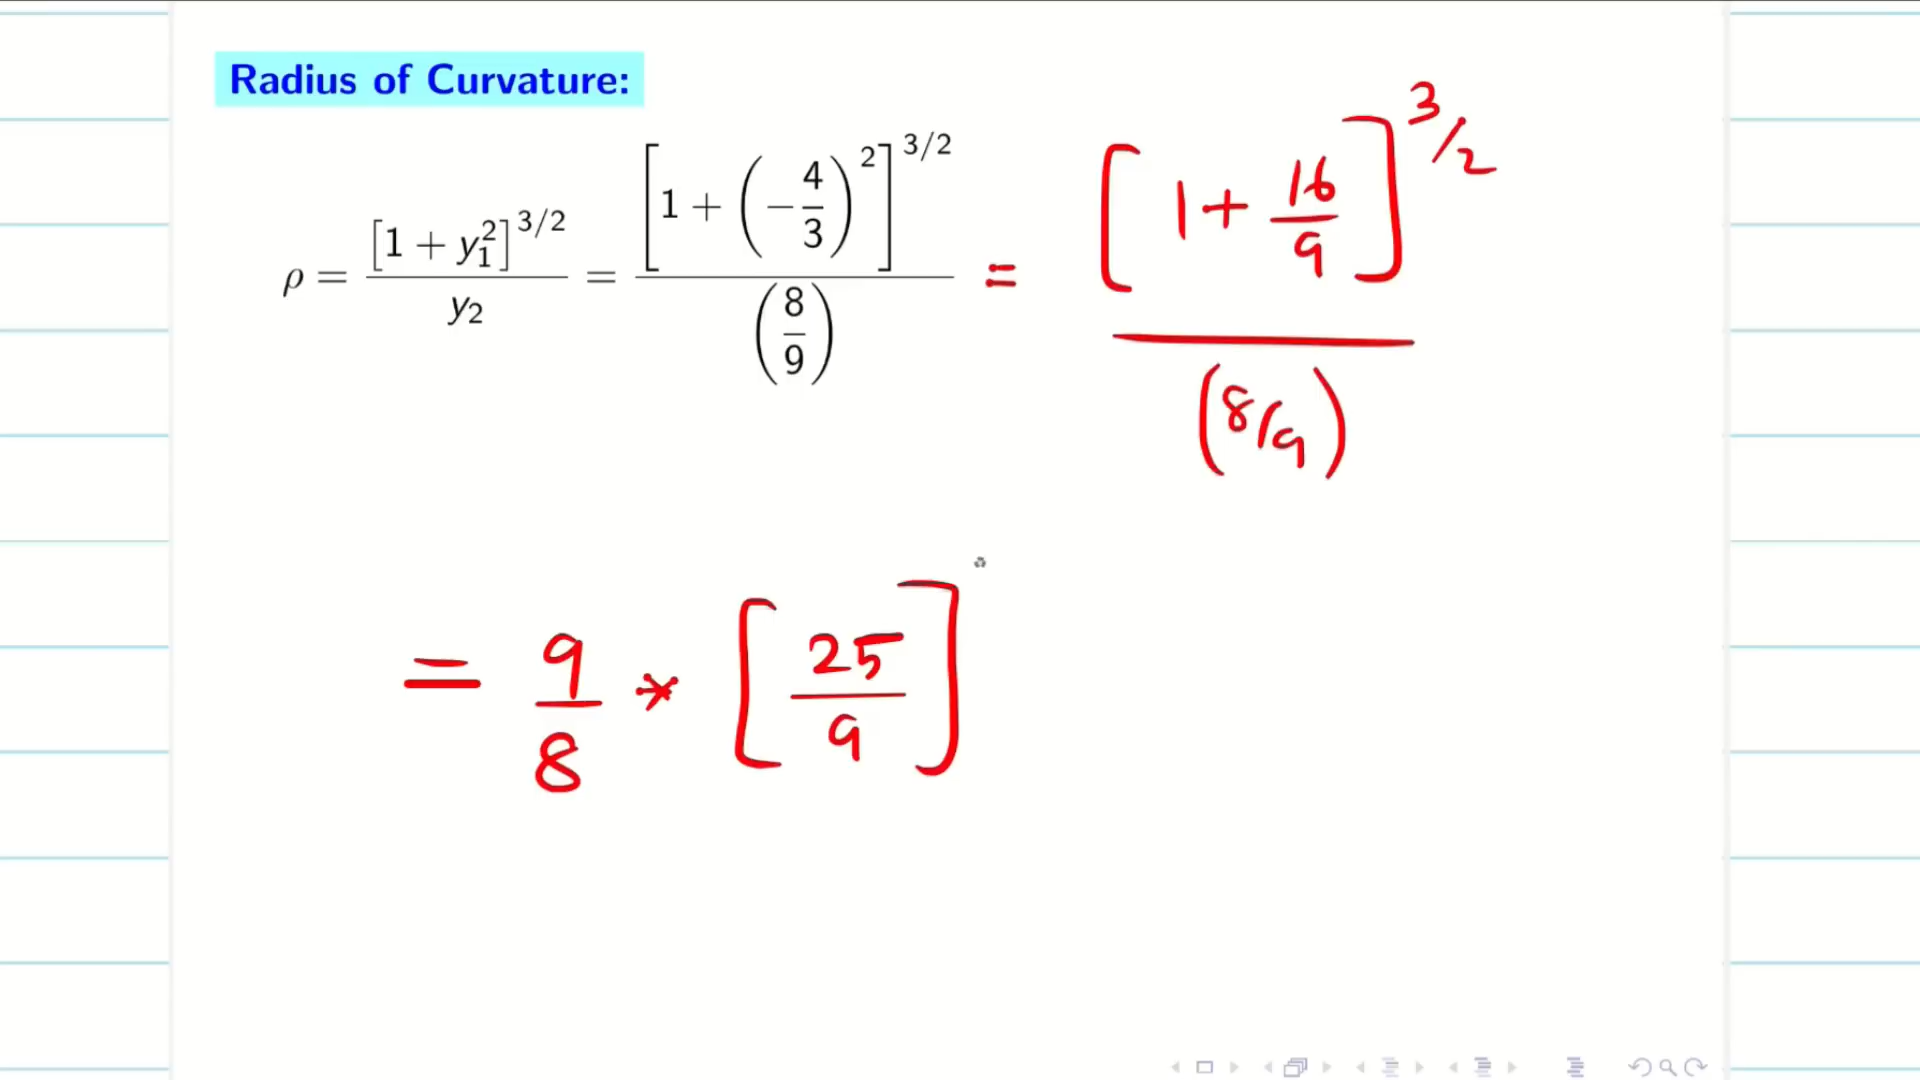 Radius of Curvature:
ρ = [1 + y₁²]^3/2 / y₂ = [1 + (−4/3)²]^3/2 / (8/9) = [1 + 16/9]^3/2 / (8/9)
= 9/8 * [25/9]